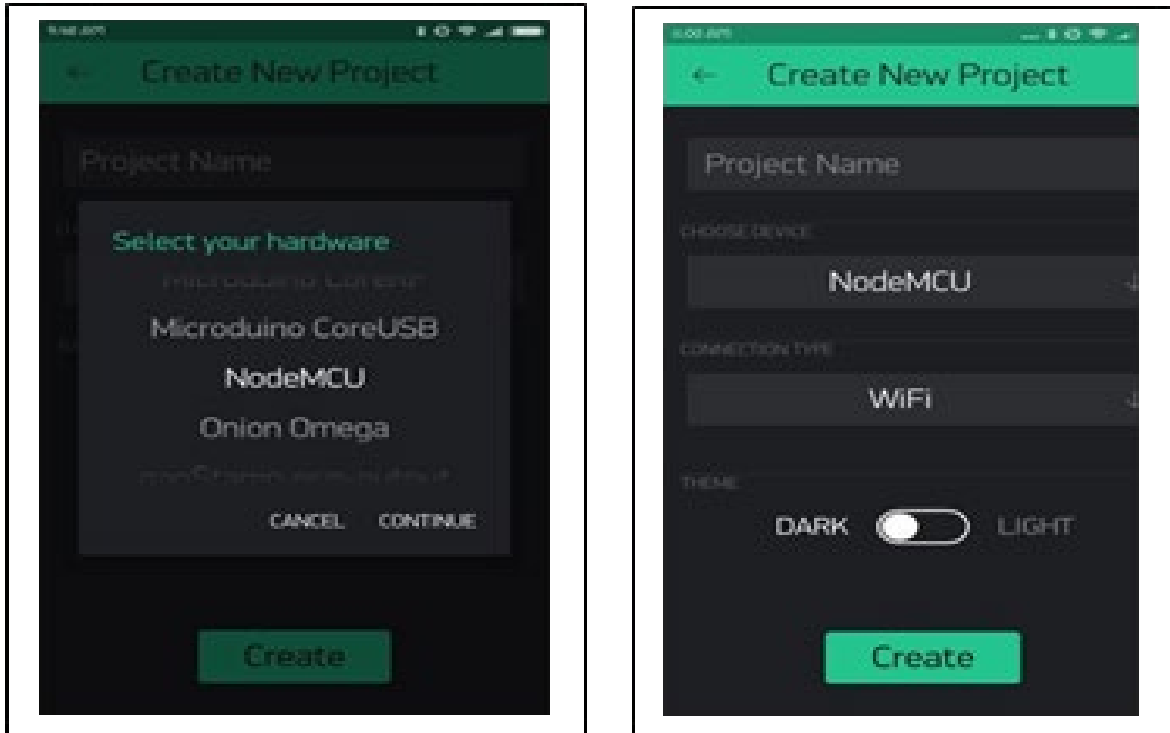 Create New Project
Project Name
Select your hardware
Microduino CoreUSB
NodeMCU
Onion Omega
CANCEL CONTINUE
Create
Create New Project
Project Name
CHOOSE DEVICE
NodeMCU
CONNECTION TYPE
WiFi
THEME
DARK LIGHT
Create